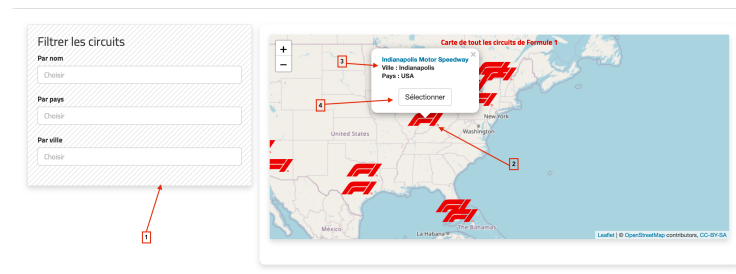 Filtrer les circuits
Par nom
Choisir
Par pays
Choisir
Par ville
Choisir
1
+
−
Carte de tout les circuits de Formule 1
3
Indianapolis Motor Speedway
×
Ville : Indianapolis
Pays : USA
4
Sélectionner
New York
United States
Washington
2
México
La Habana
The Bahamas
Leaflet | © OpenStreetMap contributors, CC-BY-SA